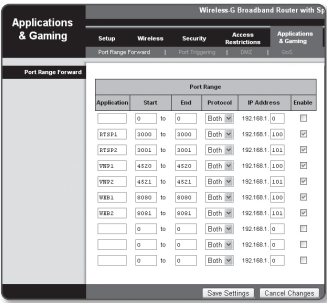 Wireless-G Broadband Router with Sp
Applications & Gaming
Setup Wireless Security Access Restrictions Applications & Gaming
Port Range Forward | Port Triggering | DMZ | QoS
Port Range Forward
Port Range
Application Start End Protocol IP Address Enable
0 to 0 Both 192.168.1. 0
RTSP1 3000 to 3000 Both 192.168.1. 100
RTSP2 3001 to 3001 Both 192.168.1. 101
VNP1 4520 to 4520 Both 192.168.1. 100
VNP2 4521 to 4521 Both 192.168.1. 101
WEB1 8080 to 8080 Both 192.168.1. 100
WEB2 8081 to 8081 Both 192.168.1. 101
0 to 0 Both 192.168.1. 0
0 to 0 Both 192.168.1. 0
0 to 0 Both 192.168.1. 0
Save Settings Cancel Changes